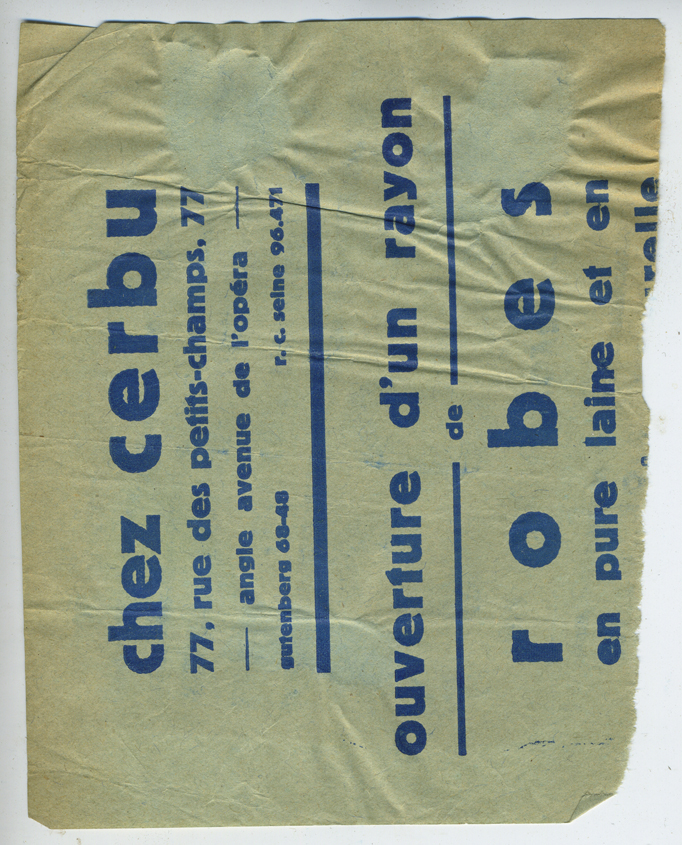 chez cerbu
77, rue des petits-champs, 77
angle avenue de l'opéra
gutenberg 68-48 r. c. seine 96.471
ouverture d'un rayon
de
robes
en pure laine et en